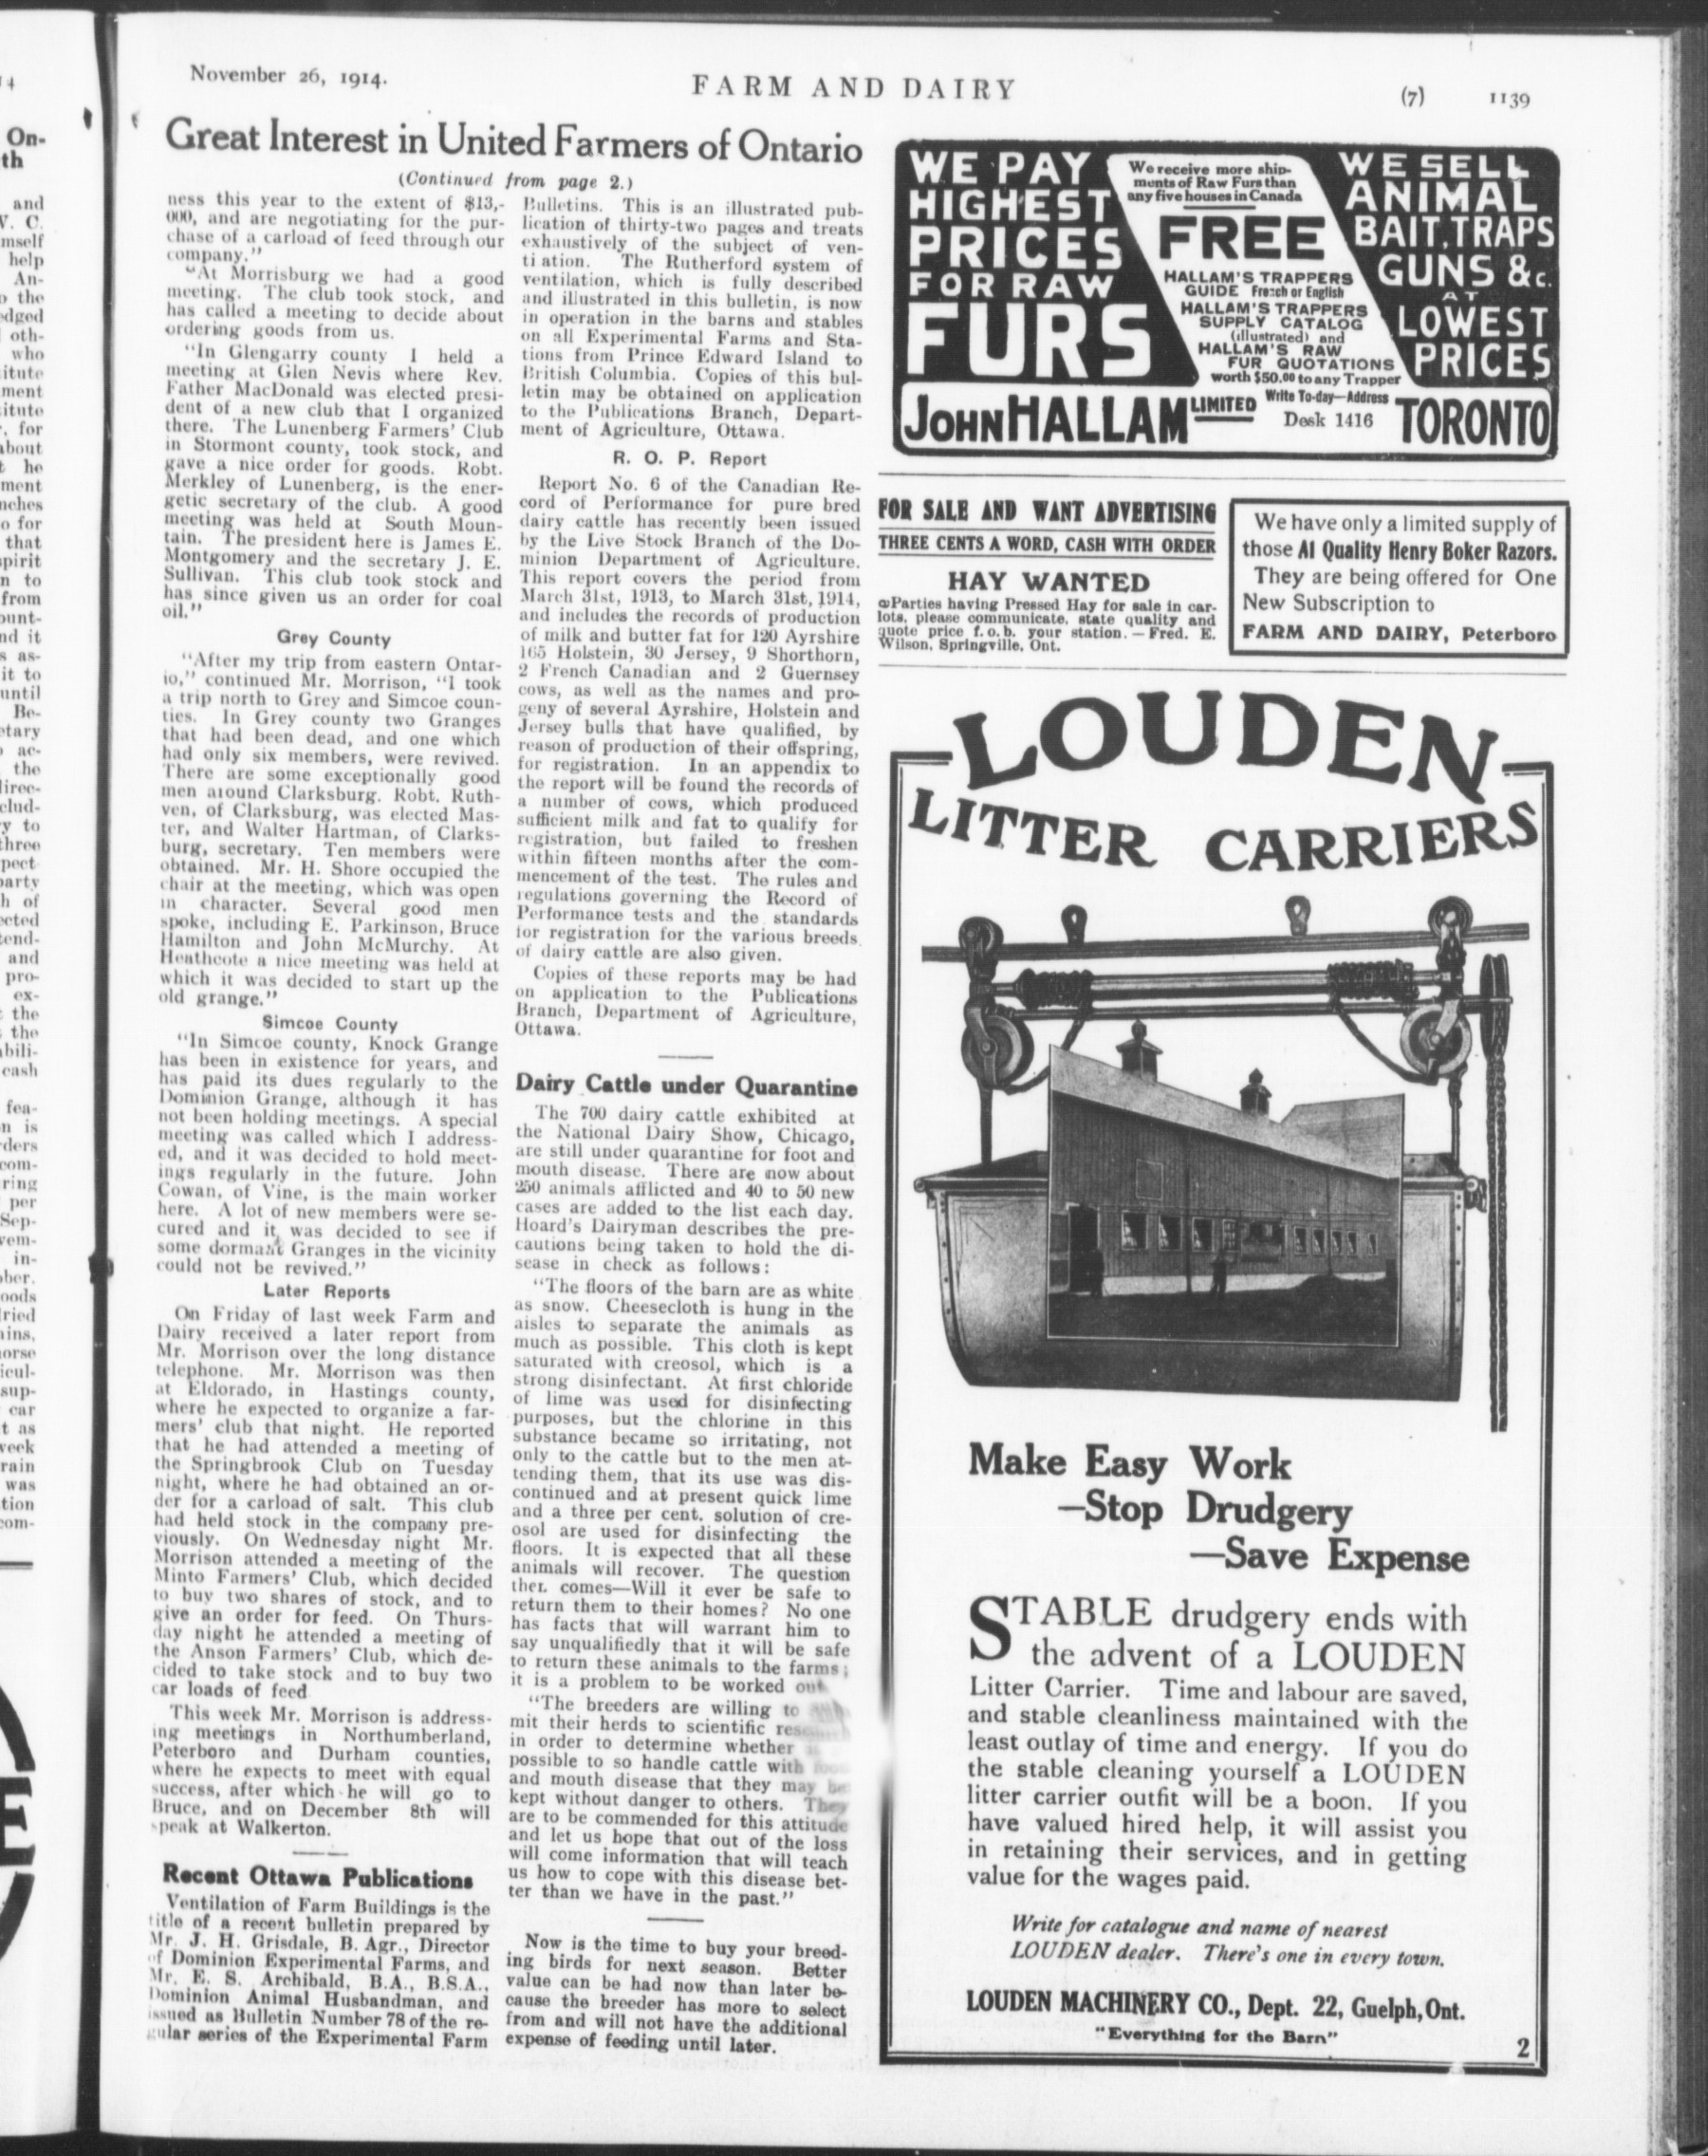 November 26, 1914.
FARM AND DAIRY
(7) 1139
Great Interest in United Farmers of Ontario
(Continued from page 2.)
ness this year to the extent of $13,-
000, and are negotiating for the pur-
chase of a carload of feed through our
company."
"At Morrisburg we had a good
meeting. The club took stock, and
has called a meeting to decide about
ordering goods from us.
"In Glengarry county I held a
meeting at Glen Nevis where Rev.
Father MacDonald was elected presi-
dent of a new club that I organized
there. The Lunenberg Farmers' Club
in Stormont county, took stock, and
gave a nice order for goods. Robt.
Merkley of Lunenberg, is the ener-
getic secretary of the club. A good
meeting was held at South Moun-
tain. The president here is James E.
Montgomery and the secretary J. E.
Sullivan. This club took stock and
has since given us an order for coal
oil."
Grey County
"After my trip from eastern Ontar-
io," continued Mr. Morrison, "I took
a trip north to Grey and Simcoe coun-
ties. In Grey county two Granges
that had been dead, and one which
had only six members, were revived.
There are some exceptionally good
men around Clarksburg. Robt. Ruth-
ven, of Clarksburg, was elected Mas-
ter, and Walter Hartman, of Clarks-
burg, secretary. Ten members were
obtained. Mr. H. Shore occupied the
chair at the meeting, which was open
in character. Several good men
spoke, including E. Parkinson, Bruce
Hamilton and John McMurchy. At
Heathcote a nice meeting was held at
which it was decided to start up the
old grange."
Simcoe County
"In Simcoe county, Knock Grange
has been in existence for years, and
has paid its dues regularly to the
Dominion Grange, although it has
not been holding meetings. A special
meeting was called which I address-
ed, and it was decided to hold meet-
ings regularly in the future. John
Cowan, of Vine, is the main worker
here. A lot of new members were se-
cured and it was decided to see if
some dormant Granges in the vicinity
could not be revived."
Later Reports
On Friday of last week Farm and
Dairy received a later report from
Mr. Morrison over the long distance
telephone. Mr. Morrison was then
at Eldorado, in Hastings county,
where he expected to organize a far-
mers' club that night. He reported
that he had attended a meeting of
the Springbrook Club on Tuesday
night, where he had obtained an or-
der for a carload of salt. This club
had held stock in the company pre-
viously. On Wednesday night Mr.
Morrison attended a meeting of the
Minto Farmers' Club, which decided
to buy two shares of stock, and to
give an order for feed. On Thurs-
day night he attended a meeting of
the Anson Farmers' Club, which de-
cided to take stock and to buy two
car loads of feed
This week Mr. Morrison is address-
ing meetings in Northumberland,
Peterboro and Durham counties,
where he expects to meet with equal
success, after which he will go to
Bruce, and on December 8th will
speak at Walkerton.
Recent Ottawa Publications
Ventilation of Farm Buildings is the
title of a recent bulletin prepared by
Mr. J. H. Grisdale, B. Agr., Director
of Dominion Experimental Farms, and
Mr. E. S. Archibald, B.A., B.S.A.,
Dominion Animal Husbandman, and
issued as Bulletin Number 78 of the re-
gular series of the Experimental Farm
Bulletins. This is an illustrated pub-
lication of thirty-two pages and treats
exhaustively of the subject of ven-
ti ation. The Rutherford system of
ventilation, which is fully described
and illustrated in this bulletin, is now
in operation in the barns and stables
on all Experimental Farms and Sta-
tions from Prince Edward Island to
British Columbia. Copies of this bul-
letin may be obtained on application
to the Publications Branch, Depart-
ment of Agriculture, Ottawa.
R. O. P. Report
Report No. 6 of the Canadian Re-
cord of Performance for pure bred
dairy cattle has recently been issued
by the Live Stock Branch of the Do-
minion Department of Agriculture.
This report covers the period from
March 31st, 1913, to March 31st, 1914,
and includes the records of production
of milk and butter fat for 120 Ayrshire
165 Holstein, 30 Jersey, 9 Shorthorn,
2 French Canadian and 2 Guernsey
cows, as well as the names and pro-
geny of several Ayrshire, Holstein and
Jersey bulls that have qualified, by
reason of production of their offspring,
for registration. In an appendix to
the report will be found the records of
a number of cows, which produced
sufficient milk and fat to qualify for
registration, but failed to freshen
within fifteen months after the com-
mencement of the test. The rules and
regulations governing the Record of
Performance tests and the standards
for registration for the various breeds
of dairy cattle are also given.
Copies of these reports may be had
on application to the Publications
Branch, Department of Agriculture,
Ottawa.
Dairy Cattle under Quarantine
The 700 dairy cattle exhibited at
the National Dairy Show, Chicago,
are still under quarantine for foot and
mouth disease. There are now about
250 animals afflicted and 40 to 50 new
cases are added to the list each day.
Hoard's Dairyman describes the pre-
cautions being taken to hold the di-
sease in check as follows:
"The floors of the barn are as white
as snow. Cheesecloth is hung in the
aisles to separate the animals as
much as possible. This cloth is kept
saturated with creosol, which is a
strong disinfectant. At first chloride
of lime was used for disinfecting
purposes, but the chlorine in this
substance became so irritating, not
only to the cattle but to the men at-
tending them, that its use was dis-
continued and at present quick lime
and a three per cent. solution of cre-
osol are used for disinfecting the
floors. It is expected that all these
animals will recover. The question
then comes—Will it ever be safe to
return them to their homes? No one
has facts that will warrant him to
say unqualifiedly that it will be safe
to return these animals to the farms;
it is a problem to be worked out
"The breeders are willing to
mit their herds to scientific
in order to determine whether
possible to so handle cattle with
and mouth disease that they may be
kept without danger to others. They
are to be commended for this attitude
and let us hope that out of the loss
will come information that will teach
us how to cope with this disease bet-
ter than we have in the past."
Now is the time to buy your breed-
ing birds for next season. Better
value can be had now than later be-
cause the breeder has more to select
from and will not have the additional
expense of feeding until later.
WE PAY
HIGHEST
PRICES
FOR RAW
FURS
We receive more ship-
ments of Raw Furs than
any five houses in Canada
FREE
HALLAM'S TRAPPERS
GUIDE French or English
HALLAM'S TRAPPERS
SUPPLY CATALOG
(illustrated) and
HALLAM'S RAW
FUR QUOTATIONS
worth $50.00 to any Trapper
WE SELL
ANIMAL
BAIT, TRAPS
GUNS &c.
AT
LOWEST
PRICES
JOHN HALLAM LIMITED
Write To-day—Address
Desk 1416
TORONTO
FOR SALE AND WANT ADVERTISING
THREE CENTS A WORD, CASH WITH ORDER
HAY WANTED
Parties having Pressed Hay for sale in car-
lots, please communicate, state quality and
quote price f.o.b. your station.—Fred. E.
Wilson, Springville, Ont.
We have only a limited supply of
those A1 Quality Henry Boker Razors.
They are being offered for One
New Subscription to
FARM AND DAIRY, Peterboro
LOUDEN
LITTER CARRIERS
Make Easy Work
—Stop Drudgery
—Save Expense
STABLE drudgery ends with
the advent of a LOUDEN
Litter Carrier. Time and labour are saved,
and stable cleanliness maintained with the
least outlay of time and energy. If you do
the stable cleaning yourself a LOUDEN
litter carrier outfit will be a boon. If you
have valued hired help, it will assist you
in retaining their services, and in getting
value for the wages paid.
Write for catalogue and name of nearest
LOUDEN dealer. There's one in every town.
LOUDEN MACHINERY CO., Dept. 22, Guelph, Ont.
"Everything for the Barn"
2